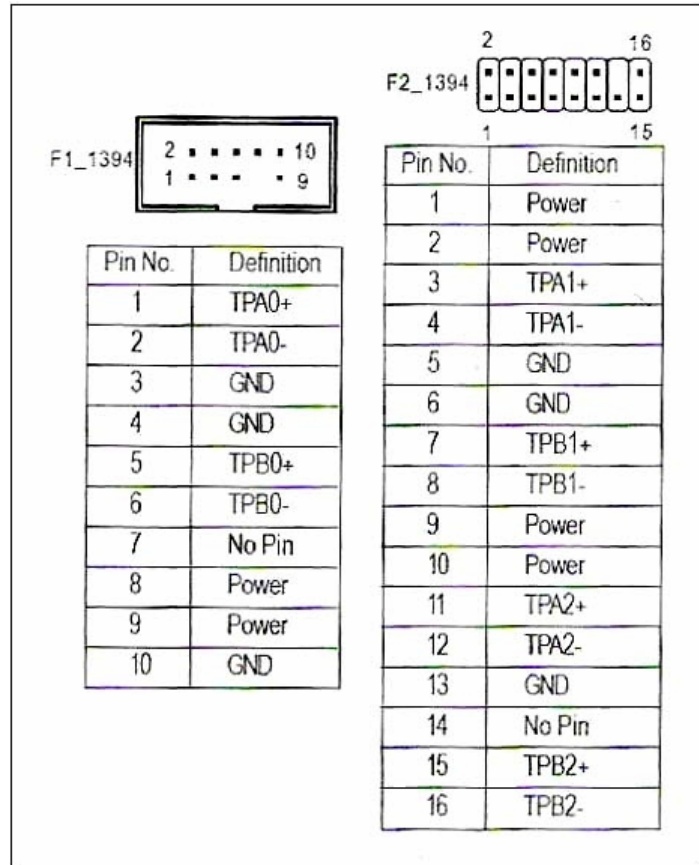 F1_1394
2 10
1 9
Pin No. Definition
1 TPA0+
2 TPA0-
3 GND
4 GND
5 TPB0+
6 TPB0-
7 No Pin
8 Power
9 Power
10 GND
2 16
F2_1394
1 15
Pin No. Definition
1 Power
2 Power
3 TPA1+
4 TPA1-
5 GND
6 GND
7 TPB1+
8 TPB1-
9 Power
10 Power
11 TPA2+
12 TPA2-
13 GND
14 No Pin
15 TPB2+
16 TPB2-